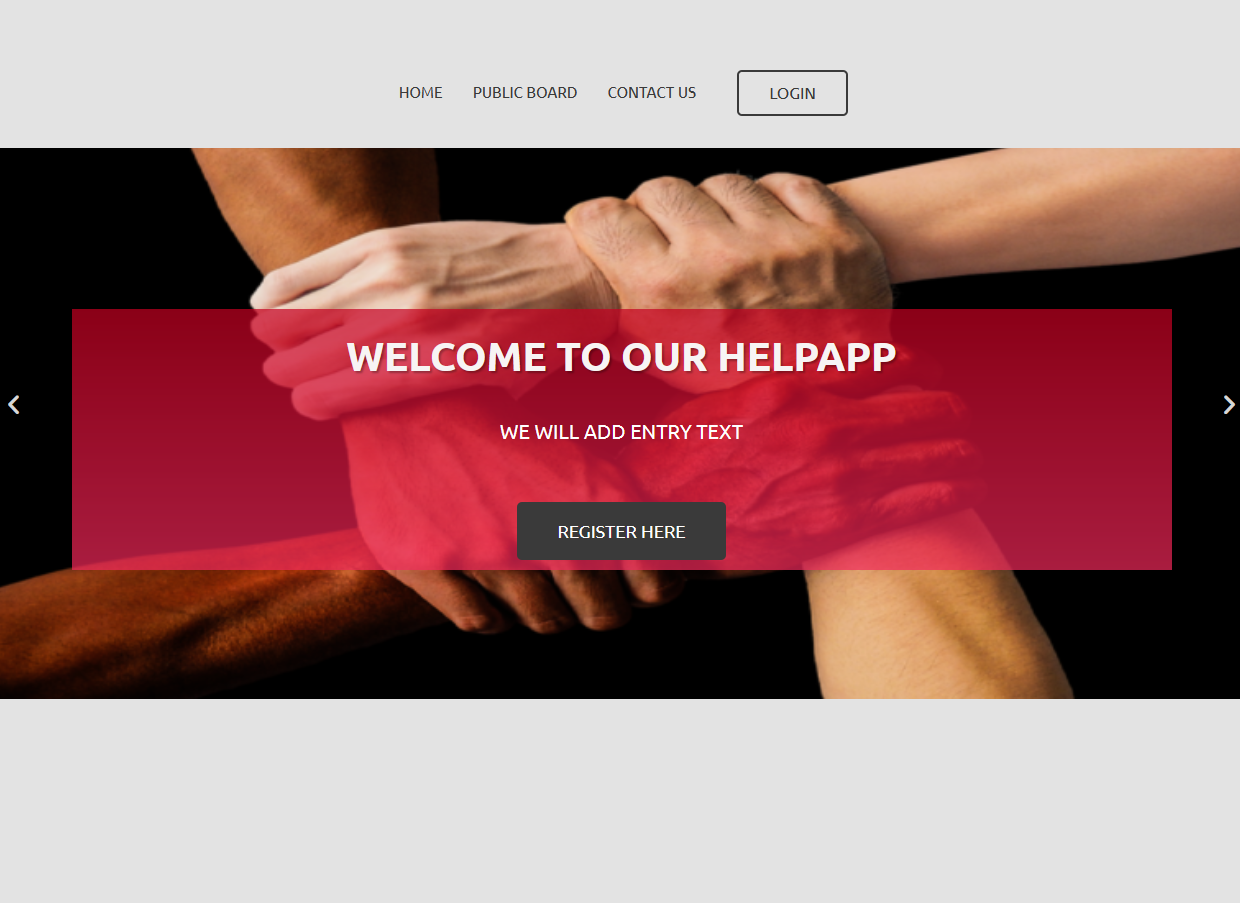 HOME PUBLIC BOARD CONTACT US LOGIN
WELCOME TO OUR HELPAPP
WE WILL ADD ENTRY TEXT
REGISTER HERE